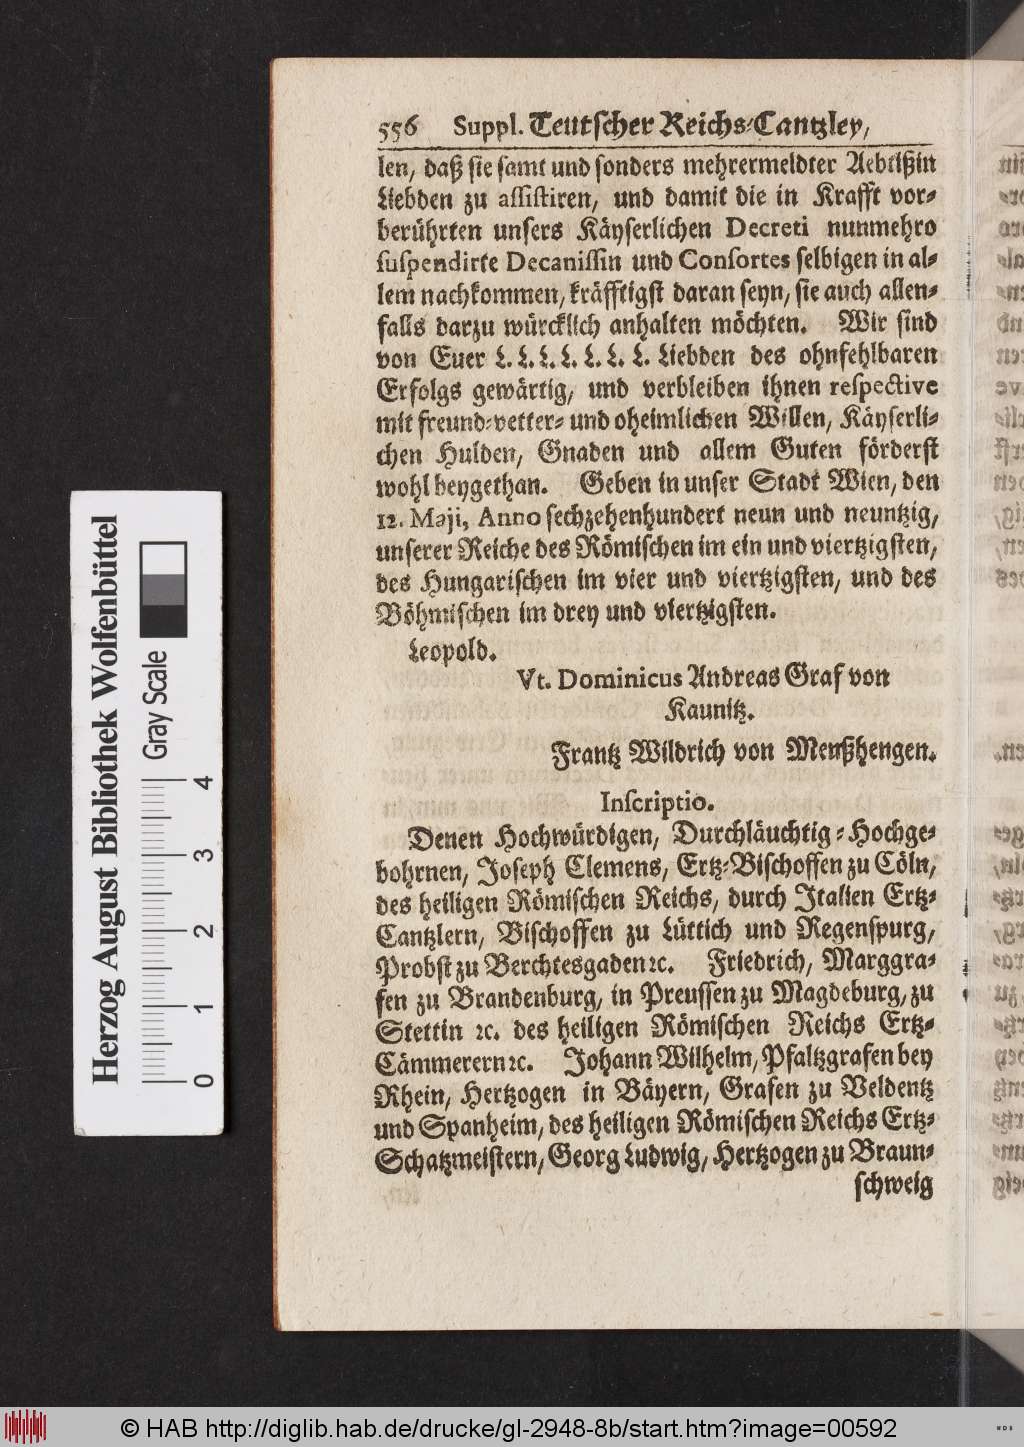 556 Suppl. Teutscher Reichs-Cantzley,
len, daß sie samt und sonders mehrermeldter Aebtißin
Liebden zu assistiren, und damit die in Krafft vor-
berührten unsers Käyserlichen Decreti nunmehro
suspendirte Decanissin und Consortes selbigen in al-
lem nachkommen, kräfftigst daran seyn, sie auch allen-
falls darzu würcklich anhalten möchten. Wir sind
von Euer L. L. L. L. L. L. L. Liebden des ohnfehlbaren
Erfolgs gewärtig, und verbleiben ihnen respective
mit freund-vetter- und oheimlichen Willen, Käyserli-
chen Hulden, Gnaden und allem Guten förderst
wohl beygethan. Geben in unser Stadt Wien, den
12. Maji, Anno sechzehenhundert neun und neuntzig,
unserer Reiche des Römischen im ein und viertzigsten,
des Hungarischen im vier und viertzigsten, und des
Böhmischen im drey und viertzigsten.
Leopold.
Vt. Dominicus Andreas Graf von
Kaunitz.
Frantz Wildrich von Menßhengen.
Inscriptio.
Denen Hochwürdigen, Durchläuchtig-Hochge-
bohrnen, Joseph Clemens, Ertz-Bischoffen zu Cöln,
des heiligen Römischen Reichs, durch Italien Ertz-
Cantzlern, Bischoffen zu Lüttich und Regenspurg,
Probst zu Berchtesgaden ꝛc. Friedrich, Marggra-
fen zu Brandenburg, in Preussen zu Magdeburg, zu
Stettin ꝛc. des heiligen Römischen Reichs Ertz-
Cämmerern ꝛc. Johann Wilhelm, Pfaltzgrafen bey
Rhein, Hertzogen in Bäyern, Grafen zu Veldentz
und Spanheim, des heiligen Römischen Reichs Ertz-
Schatzmeistern, Georg Ludwig, Hertzogen zu Braun-
schweig
Herzog August Bibliothek Wolfenbüttel
Gray Scale
0 1 2 3 4
© HAB http://diglib.hab.de/drucke/gl-2948-8b/start.htm?image=00592